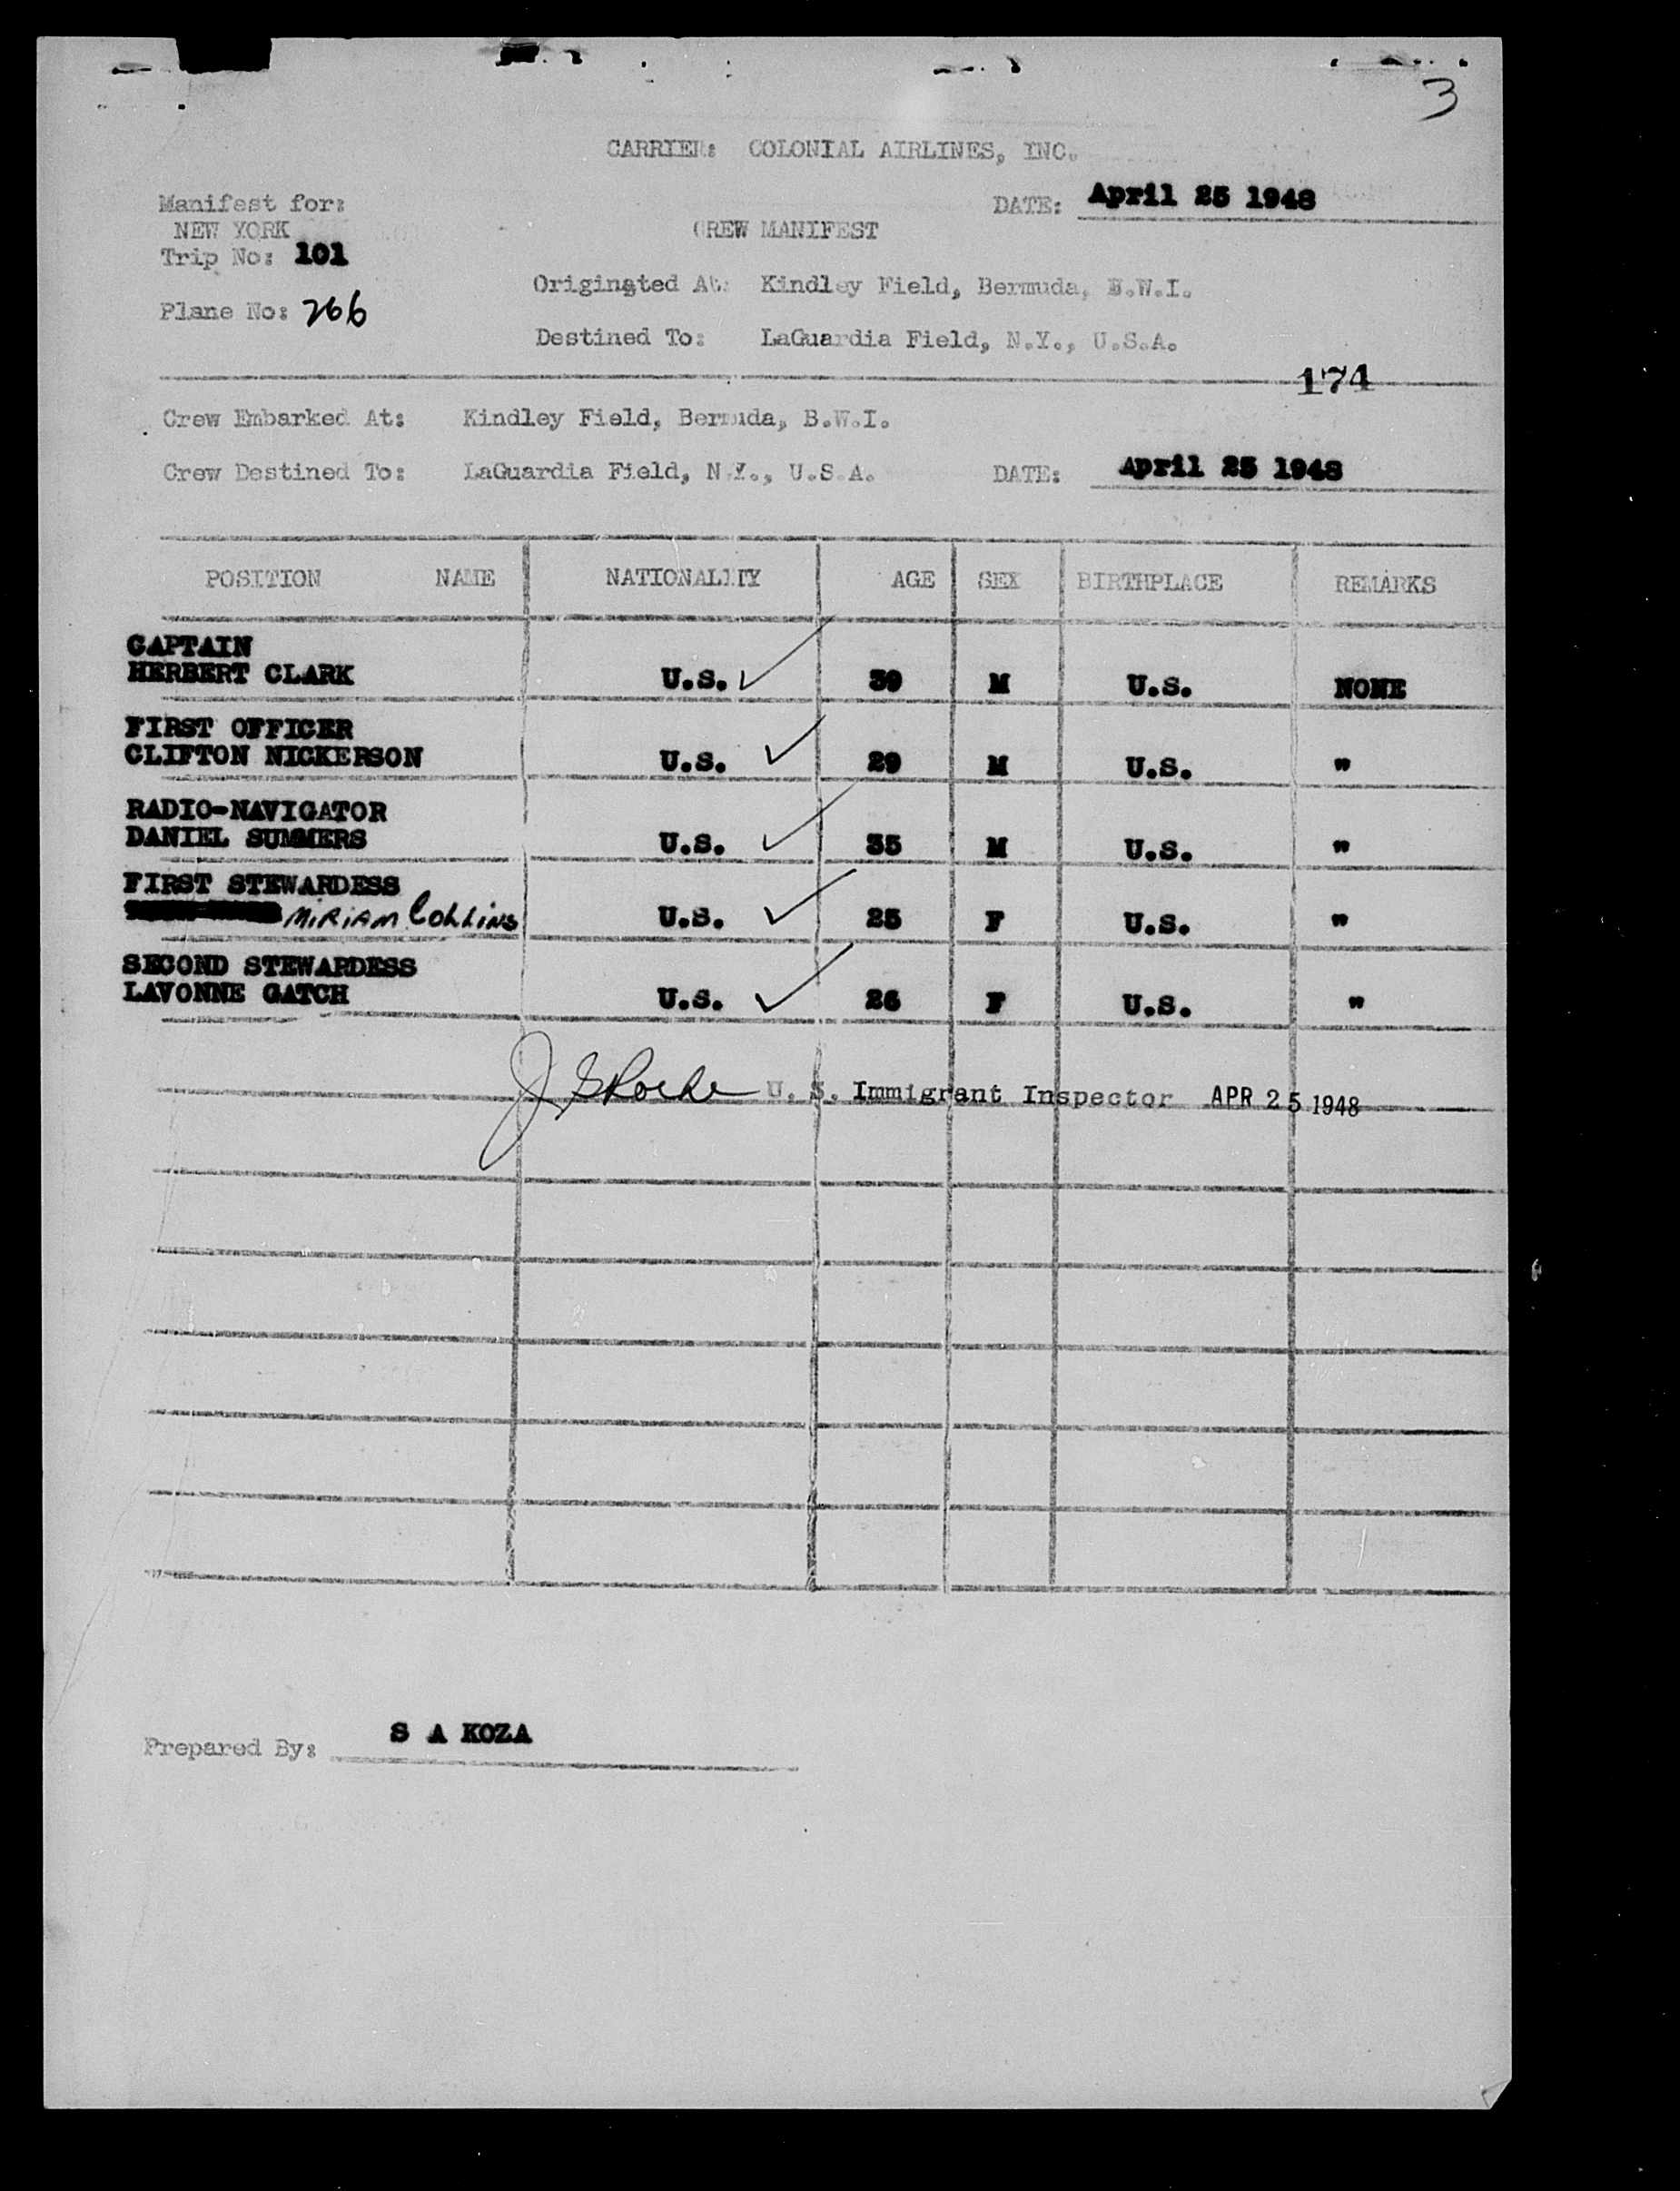 3
CARRIER: COLONIAL AIRLINES, INC.
Manifest for:
DATE: April 25 1948
NEW YORK
CREW MANIFEST
Trip No: 101
Originated At: Kindley Field, Bermuda, B.W.I.
Plane No: 266
Destined To: LaGuardia Field, N.Y., U.S.A.
174
Crew Embarked At: Kindley Field, Bermuda, B.W.I.
Crew Destined To: LaGuardia Field, N.Y., U.S.A. DATE: April 25 1948
POSITION NAME NATIONALITY AGE SEX BIRTHPLACE REMARKS
CAPTAIN
HERBERT CLARK U.S. ✓ 39 M U.S. NONE
FIRST OFFICER
CLIFTON NICKERSON U.S. ✓ 29 M U.S. "
RADIO-NAVIGATOR
DANIEL SUMMERS U.S. ✓ 35 M U.S. "
FIRST STEWARDESS
MIRIAM COLLINS U.S. ✓ 25 F U.S. "
SECOND STEWARDESS
LAVONNE GATCH U.S. ✓ 26 F U.S. "
U. S. Immigrant Inspector APR 25 1948
Prepared By: S A KOZA